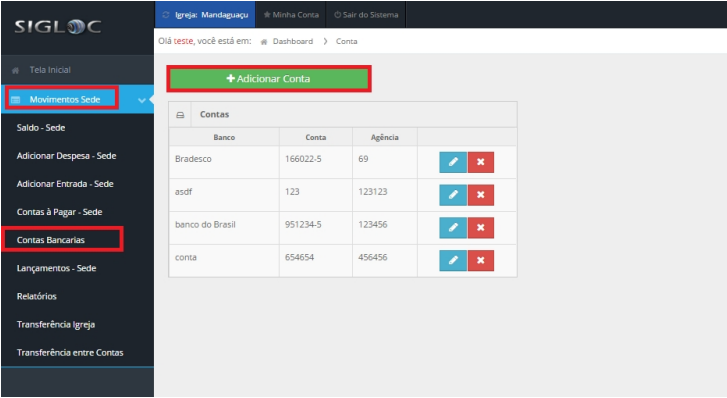 SIGLOC
Igreja: Mandaguaçu Minha Conta Sair do Sistema
Olá teste, você está em: Dashboard Conta
Tela Inicial
Movimentos Sede
Saldo - Sede
Adicionar Despesa - Sede
Adicionar Entrada - Sede
Contas à Pagar - Sede
Contas Bancarias
Lançamentos - Sede
Relatórios
Transferência Igreja
Transferência entre Contas
Adicionar Conta
Contas
Banco Conta Agência
Bradesco 166022-5 69
asdf 123 123123
banco do Brasil 951234-5 123456
conta 654654 456456